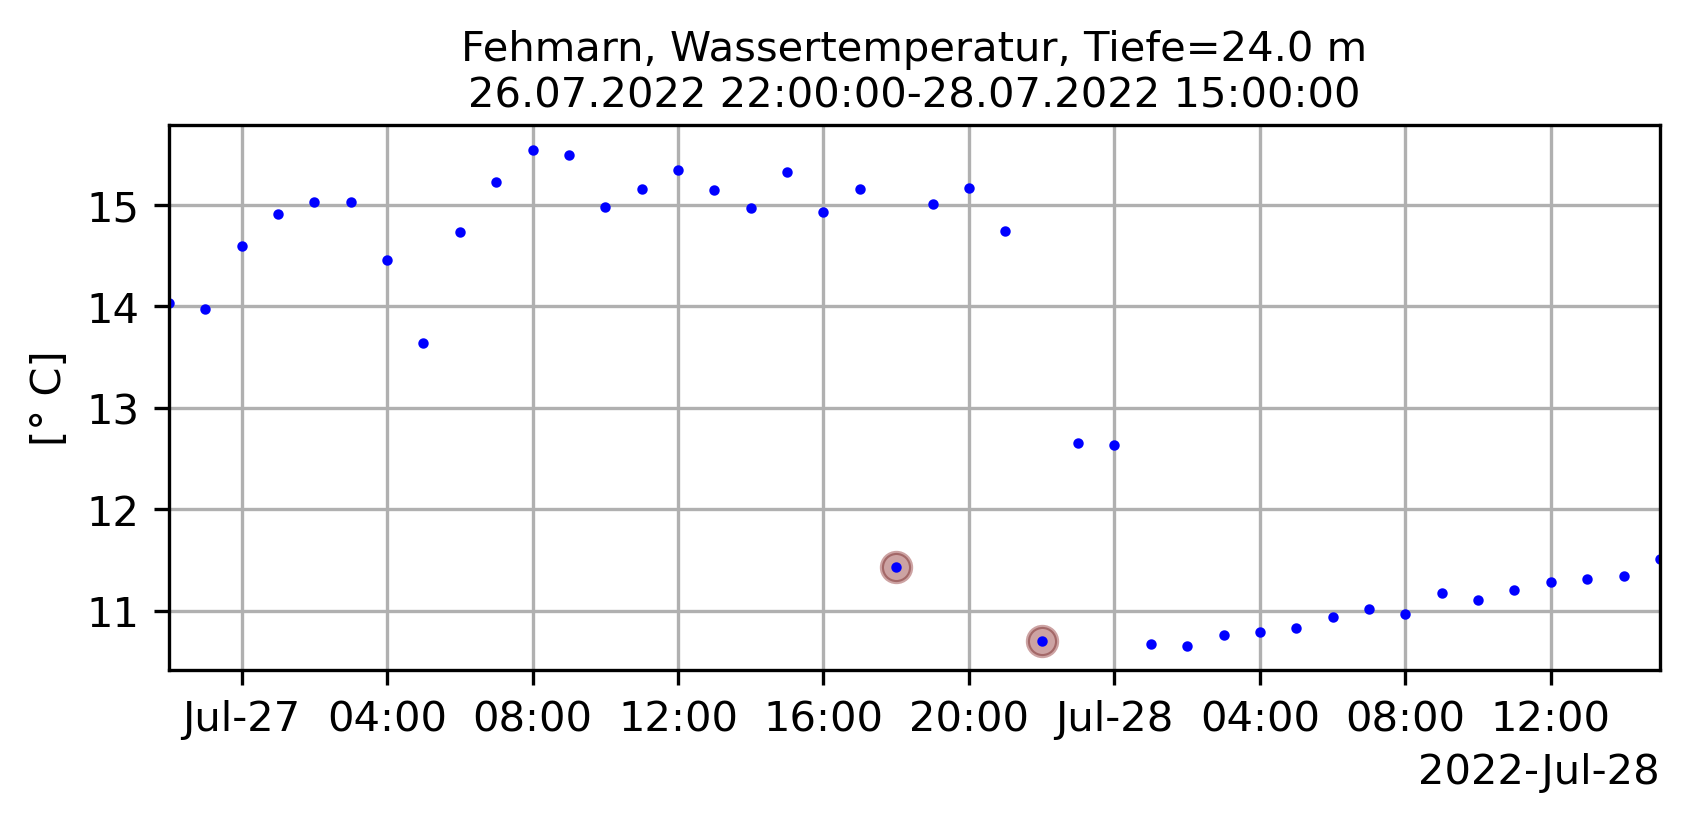 Fehmarn, Wassertemperatur, Tiefe=24.0 m
26.07.2022 22:00:00-28.07.2022 15:00:00
[° C]
15
14
13
12
11
Jul-27 04:00 08:00 12:00 16:00 20:00 Jul-28 04:00 08:00 12:00
2022-Jul-28